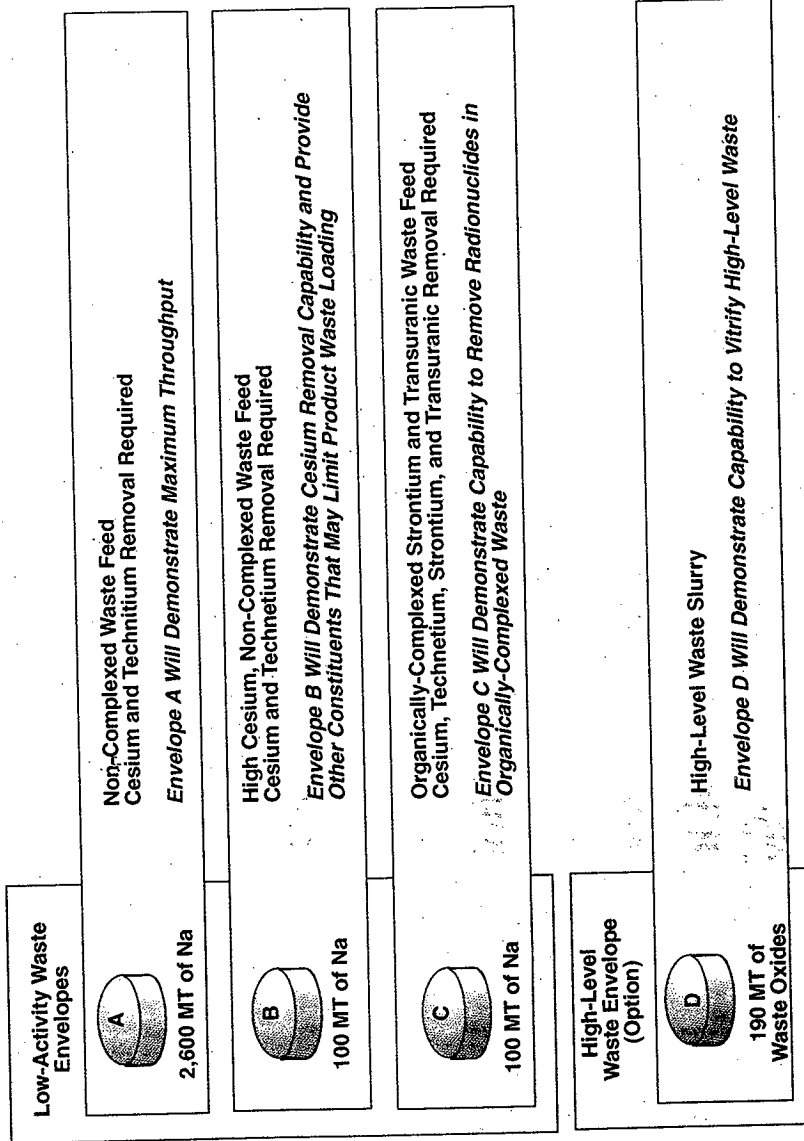 Low-Activity Waste
Envelopes
A
2,600 MT of Na
Non-Complexed Waste Feed
Cesium and Technitium Removal Required
Envelope A Will Demonstrate Maximum Throughput
B
100 MT of Na
High Cesium, Non-Complexed Waste Feed
Cesium and Technetium Removal Required
Envelope B Will Demonstrate Cesium Removal Capability and Provide
Other Constituents That May Limit Product Waste Loading
C
100 MT of Na
Organically-Complexed Strontium and Transuranic Waste Feed
Cesium, Technetium, Strontium, and Transuranic Removal Required
Envelope C Will Demonstrate Capability to Remove Radionuclides in
Organically-Complexed Waste
High-Level
Waste Envelope
(Option)
D
190 MT of
Waste Oxides
High-Level Waste Slurry
Envelope D Will Demonstrate Capability to Vitrify High-Level Waste